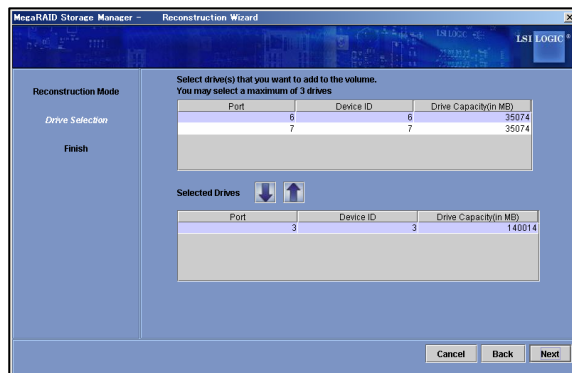 MegaRAID Storage Manager – Reconstruction Wizard
LSI LOGIC
Reconstruction Mode
Drive Selection
Finish
Select drive(s) that you want to add to the volume.
You may select a maximum of 3 drives
Port Device ID Drive Capacity(in MB)
6 6 35074
7 7 35074
Selected Drives
Port Device ID Drive Capacity(in MB)
3 3 140014
Cancel Back Next